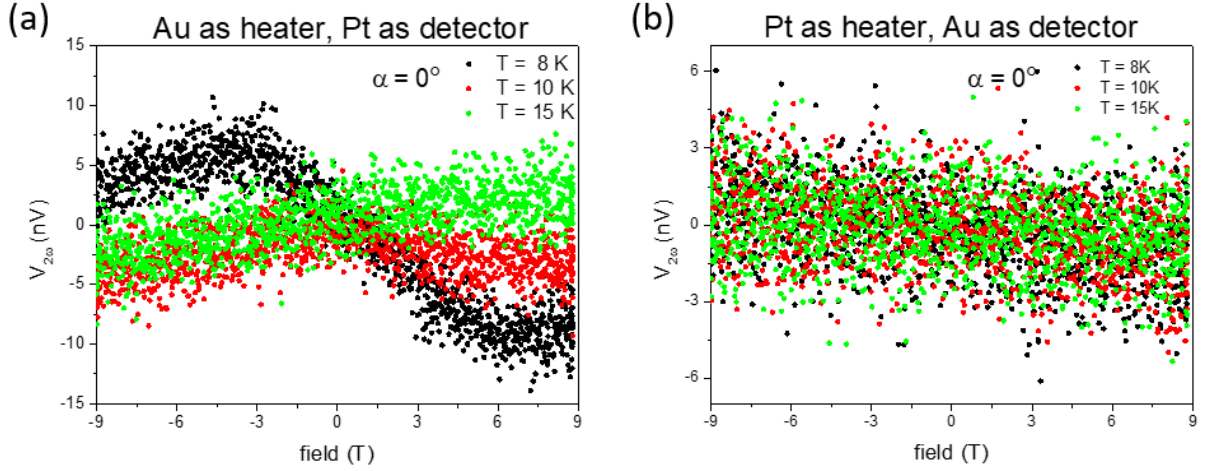 (a)
Au as heater, Pt as detector
α = 0°
T = 8 K
T = 10 K
T = 15 K
15
10
5
0
-5
-10
-15
V2ω (nV)
-9
-6
-3
0
3
6
9
field (T)
(b)
Pt as heater, Au as detector
α = 0°
T = 8K
T = 10K
T = 15K
6
3
0
-3
-6
V2ω (nV)
-9
-6
-3
0
3
6
9
field (T)